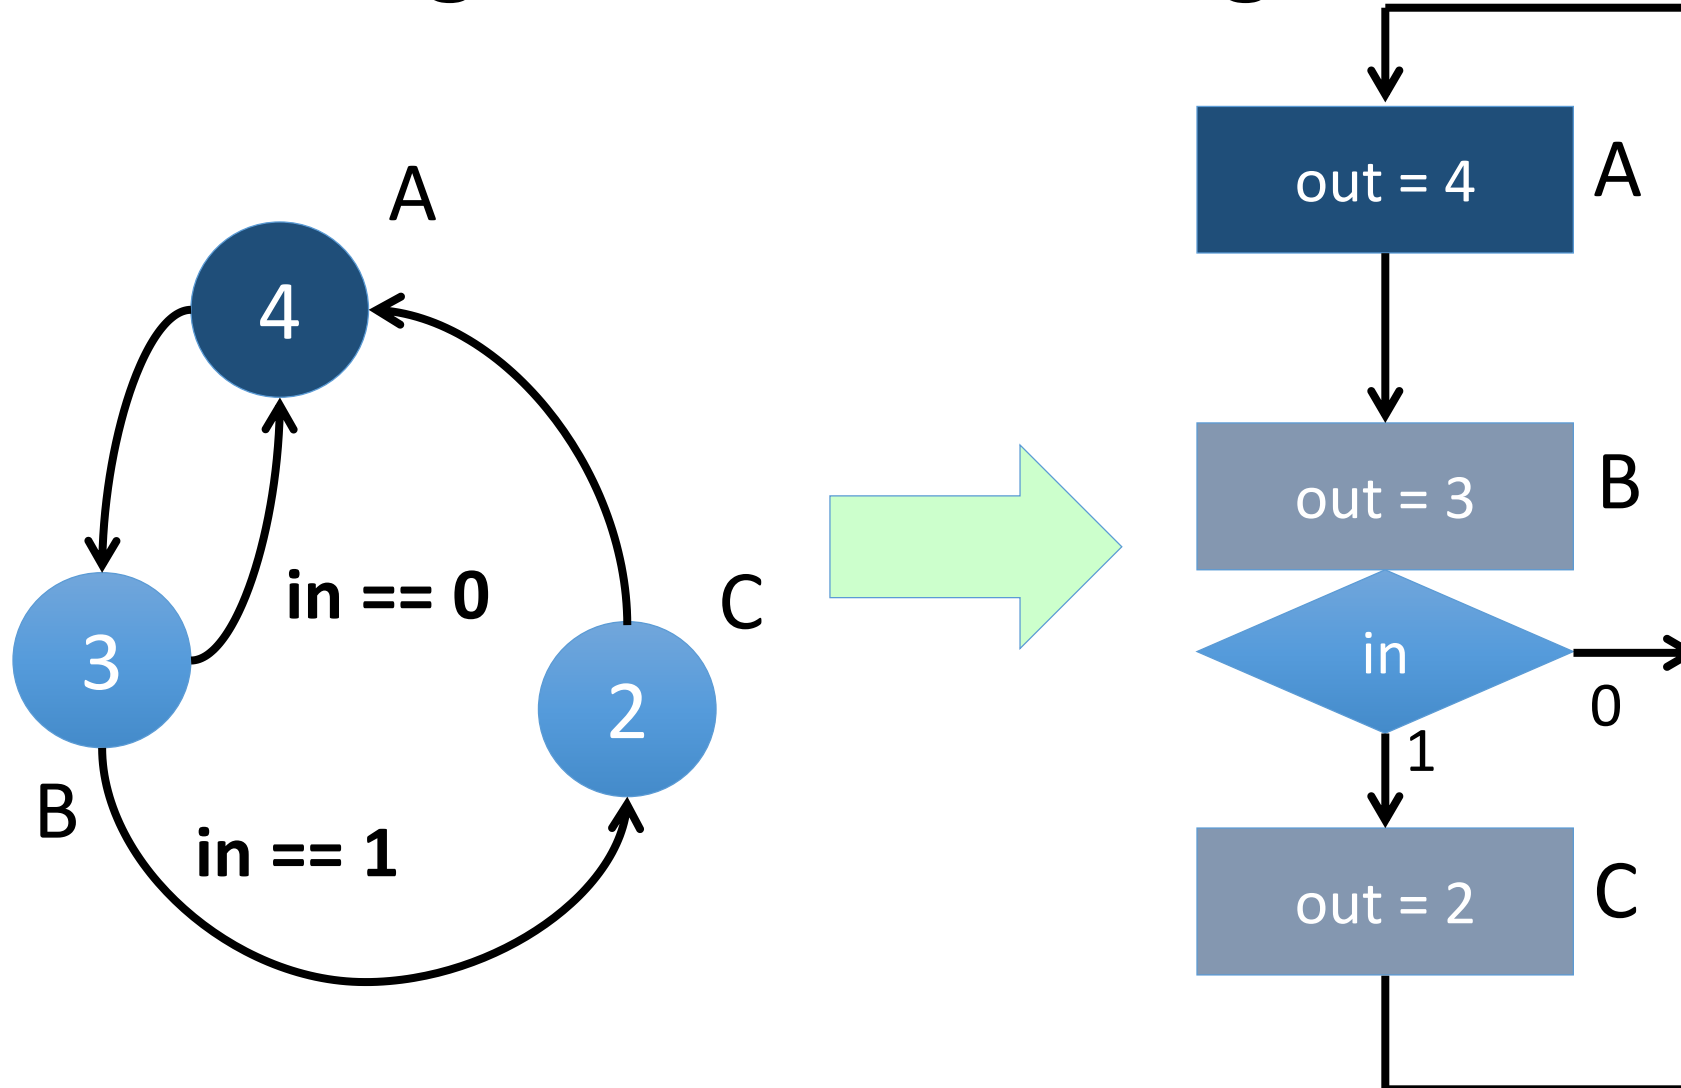 A
4
in == 0
C
3
2
B
in == 1
out = 4
A
out = 3
B
in
0
1
out = 2
C